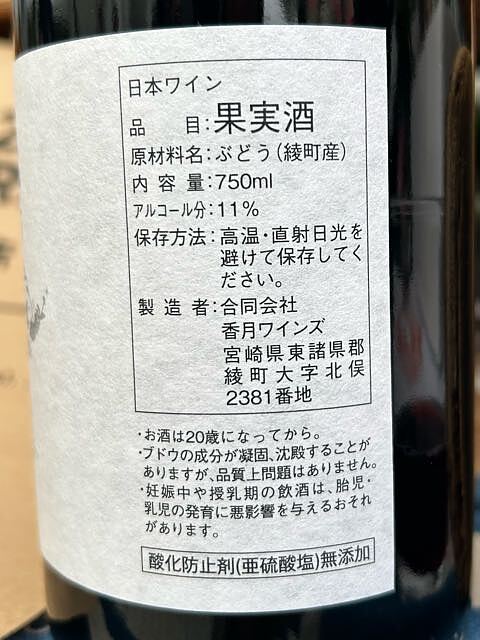 日本ワイン
品 目：果実酒
原材料名：ぶどう（綾町産）
内 容 量：750ml
アルコール分：11％
保存方法：高温・直射日光を
避けて保存してく
ださい。
製 造 者：合同会社
香月ワインズ
宮崎県東諸県郡
綾町大字北俣
2381番地
・お酒は20歳になってから。
・ブドウの成分が凝固、沈殿することが
ありますが、品質上問題はありません。
・妊娠中や授乳期の飲酒は、胎児・
乳児の発育に悪影響を与えるおそれ
があります。
酸化防止剤(亜硫酸塩)無添加